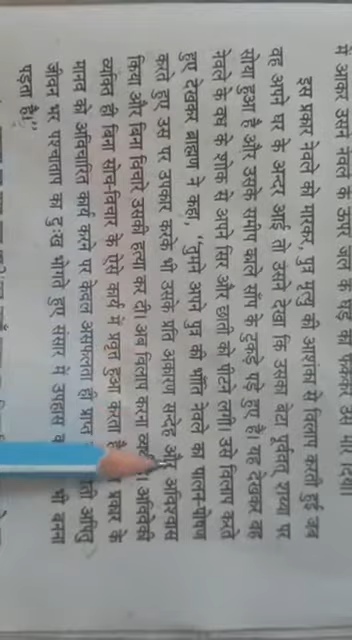 में आकर उसने नेवले के ऊपर जल के घड़े को पटककर उसे मार दिया।
इस प्रकार नेवले को मारकर, पुत्र मृत्यु की आशंका से विलाप करती हुई जब
वह अपने घर के अन्दर आई तो उसने देखा कि उसका बेटा पूर्ववत् शय्या पर
सोया हुआ है और उसके समीप काले साँप के टुकड़े पड़े हुए है। यह देखकर वह
नेवले के वध के शोक से अपने सिर और छाती को पीटने लगी। उसे विलाप करते
हुए देखकर ब्राह्मण ने कहा, "तुमने अपने पुत्र की भाँति नेवले का पालन-पोषण
करते हुए उस पर उपकार करके भी उसके प्रति अकारण सन्देह और अविश्वास
किया और बिना विचारे उसकी हत्या कर दी। अब विलाप करना व्यर्थ । अविवेकी
व्यक्ति ही बिना सोच-विचार के ऐसे कार्य में प्रवृत्त हुआ करता है प्रकार के
मानव को अविचारित कार्य करने पर केवल असफलता ही प्राप्त अपितु
जीवन भर पश्चाताप का दुःख भोगते हुए संसार में उपहास भी बनना
पड़ता है।"